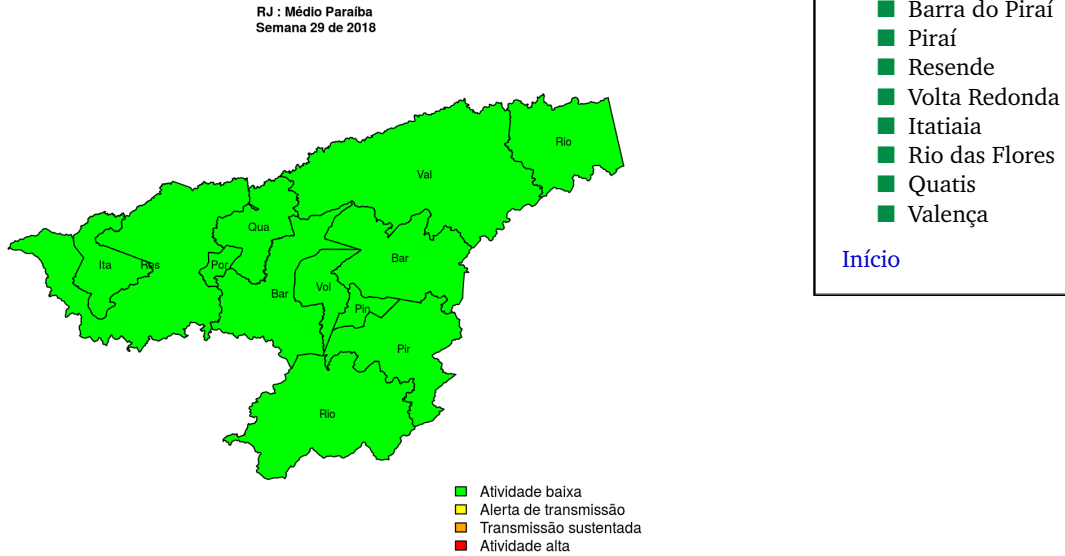 RJ : Médio Paraíba
Semana 29 de 2018
Rio
Val
Qua
Ita
Res
Por
Bar
Bar
Vol
Pin
Pir
Rio
Atividade baixa
Alerta de transmissão
Transmissão sustentada
Atividade alta
Barra do Piraí
Piraí
Resende
Volta Redonda
Itatiaia
Rio das Flores
Quatis
Valença
Início